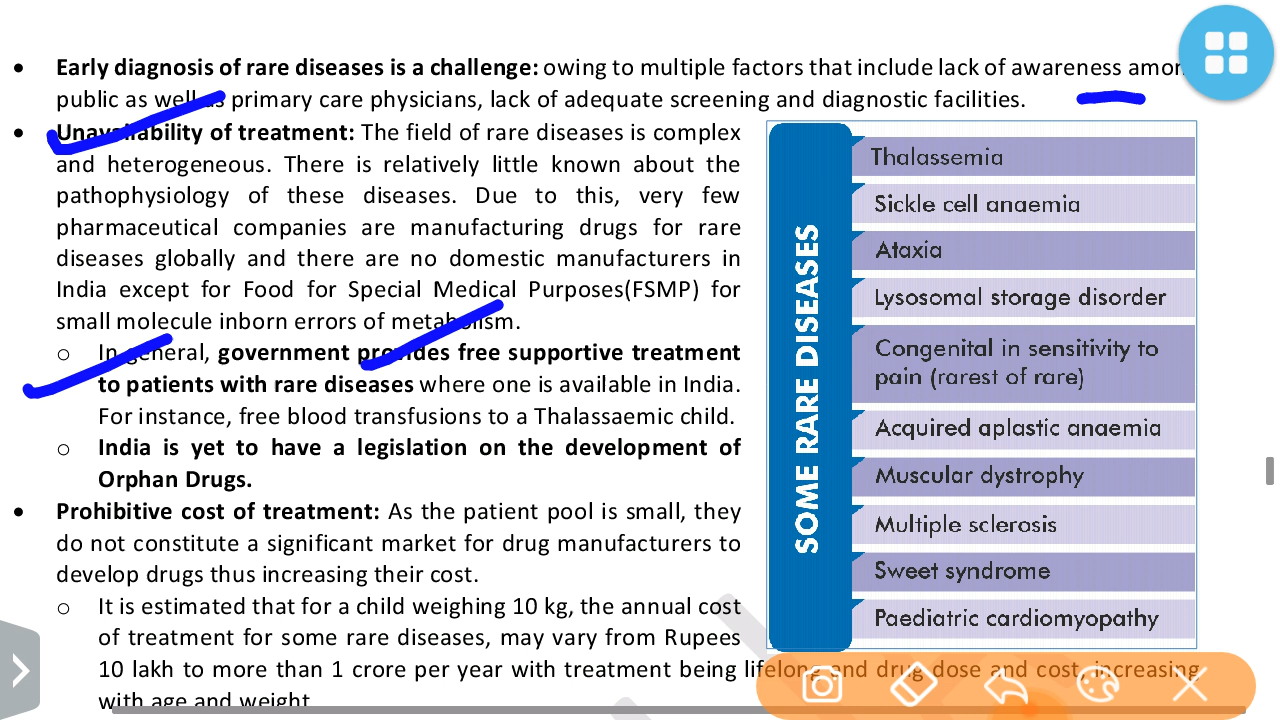 • Early diagnosis of rare diseases is a challenge: owing to multiple factors that include lack of awareness among
public as well as primary care physicians, lack of adequate screening and diagnostic facilities.
• Unavailability of treatment: The field of rare diseases is complex
and heterogeneous. There is relatively little known about the
pathophysiology of these diseases. Due to this, very few
pharmaceutical companies are manufacturing drugs for rare
diseases globally and there are no domestic manufacturers in
India except for Food for Special Medical Purposes(FSMP) for
small molecule inborn errors of metabolism.
o In general, government provides free supportive treatment
to patients with rare diseases where one is available in India.
For instance, free blood transfusions to a Thalassaemic child.
o India is yet to have a legislation on the development of
Orphan Drugs.
• Prohibitive cost of treatment: As the patient pool is small, they
do not constitute a significant market for drug manufacturers to
develop drugs thus increasing their cost.
o It is estimated that for a child weighing 10 kg, the annual cost
of treatment for some rare diseases, may vary from Rupees
10 lakh to more than 1 crore per year with treatment being lifelong and drug dose and cost, increasing
with age and weight
SOME RARE DISEASES
Thalassemia
Sickle cell anaemia
Ataxia
Lysosomal storage disorder
Congenital in sensitivity to
pain (rarest of rare)
Acquired aplastic anaemia
Muscular dystrophy
Multiple sclerosis
Sweet syndrome
Paediatric cardiomyopathy